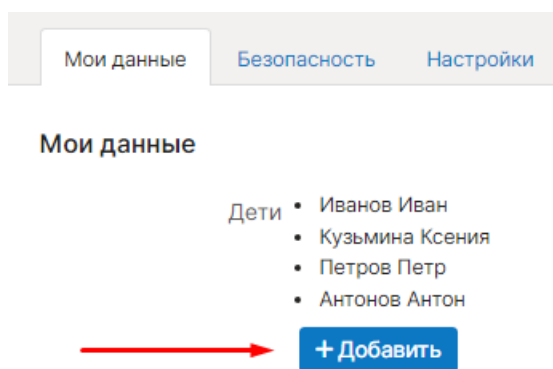 Мои данные Безопасность Настройки
Мои данные
Дети
• Иванов Иван
• Кузьмина Ксения
• Петров Петр
• Антонов Антон
+ Добавить